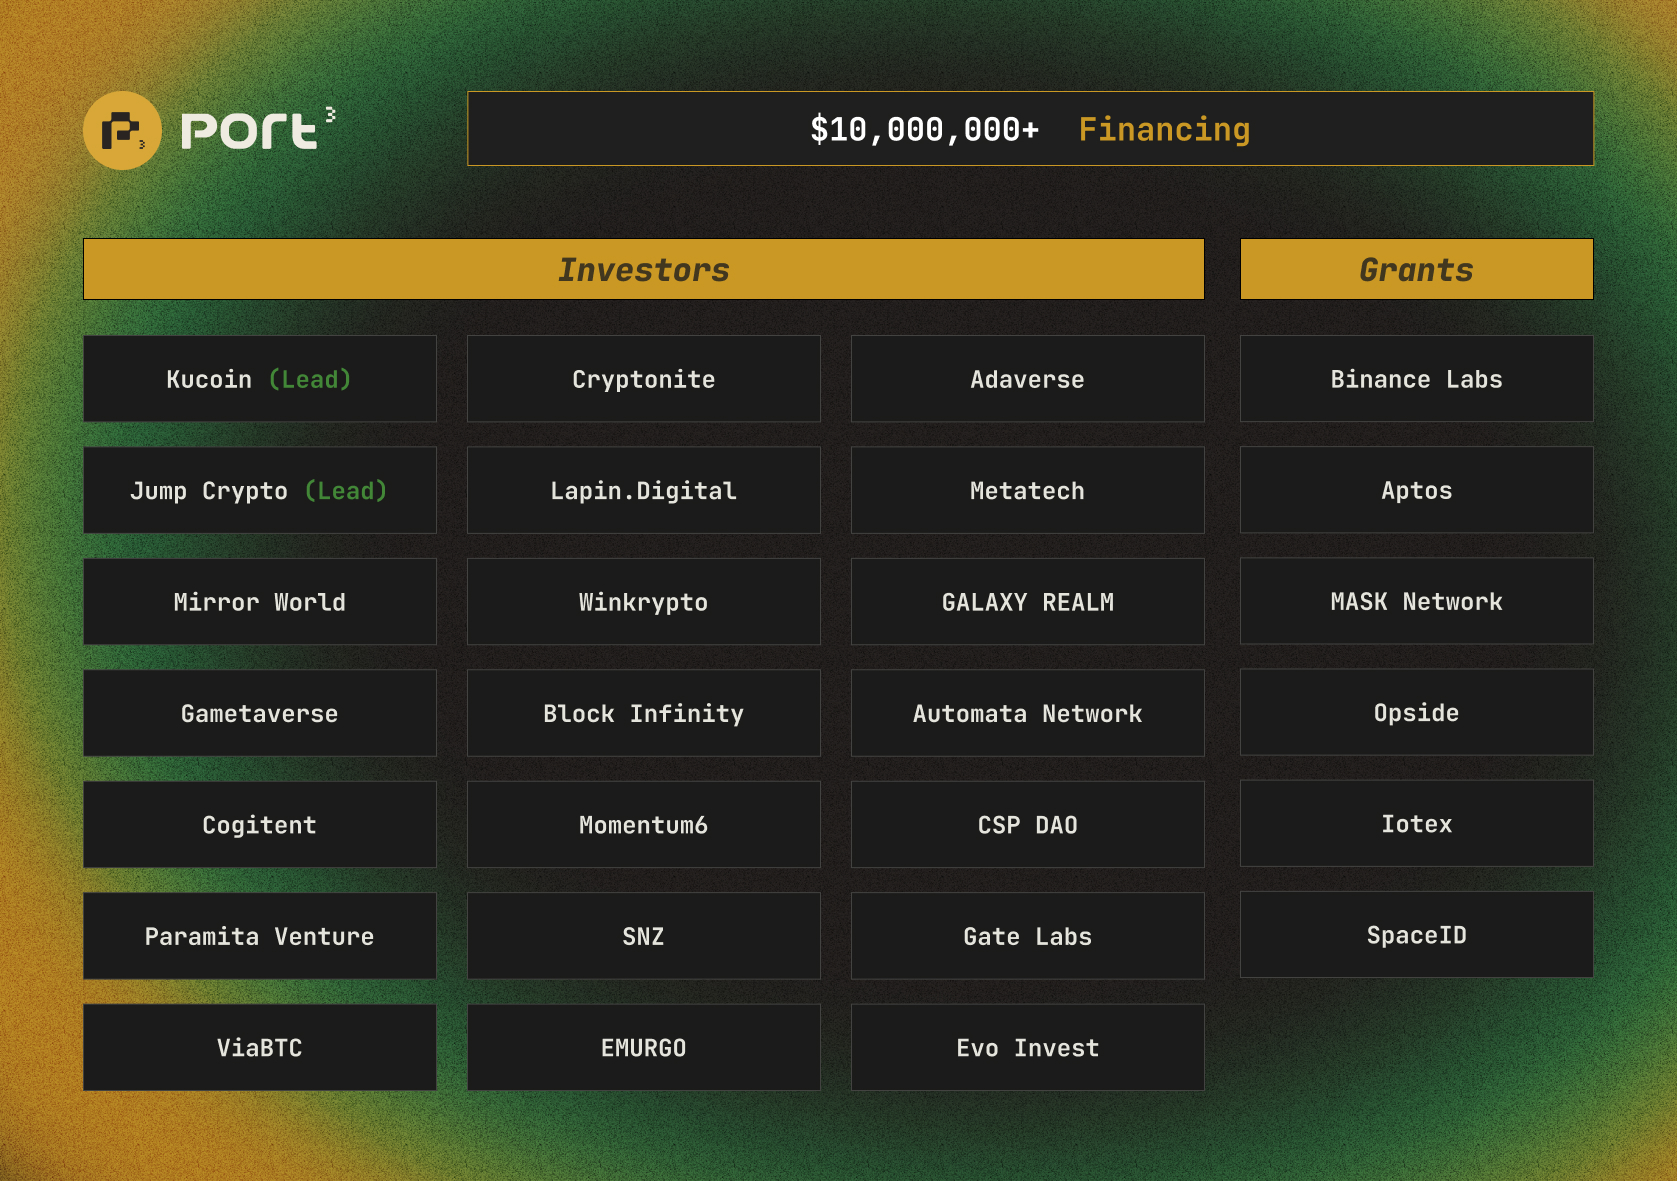 Port³
$10,000,000+ Financing
Investors
Grants
Kucoin (Lead)
Cryptonite
Adaverse
Binance Labs
Jump Crypto (Lead)
Lapin.Digital
Metatech
Aptos
Mirror World
Winkrypto
GALAXY REALM
MASK Network
Gametaverse
Block Infinity
Automata Network
Opside
Cogitent
Momentum6
CSP DAO
Iotex
Paramita Venture
SNZ
Gate Labs
SpaceID
ViaBTC
EMURGO
Evo Invest